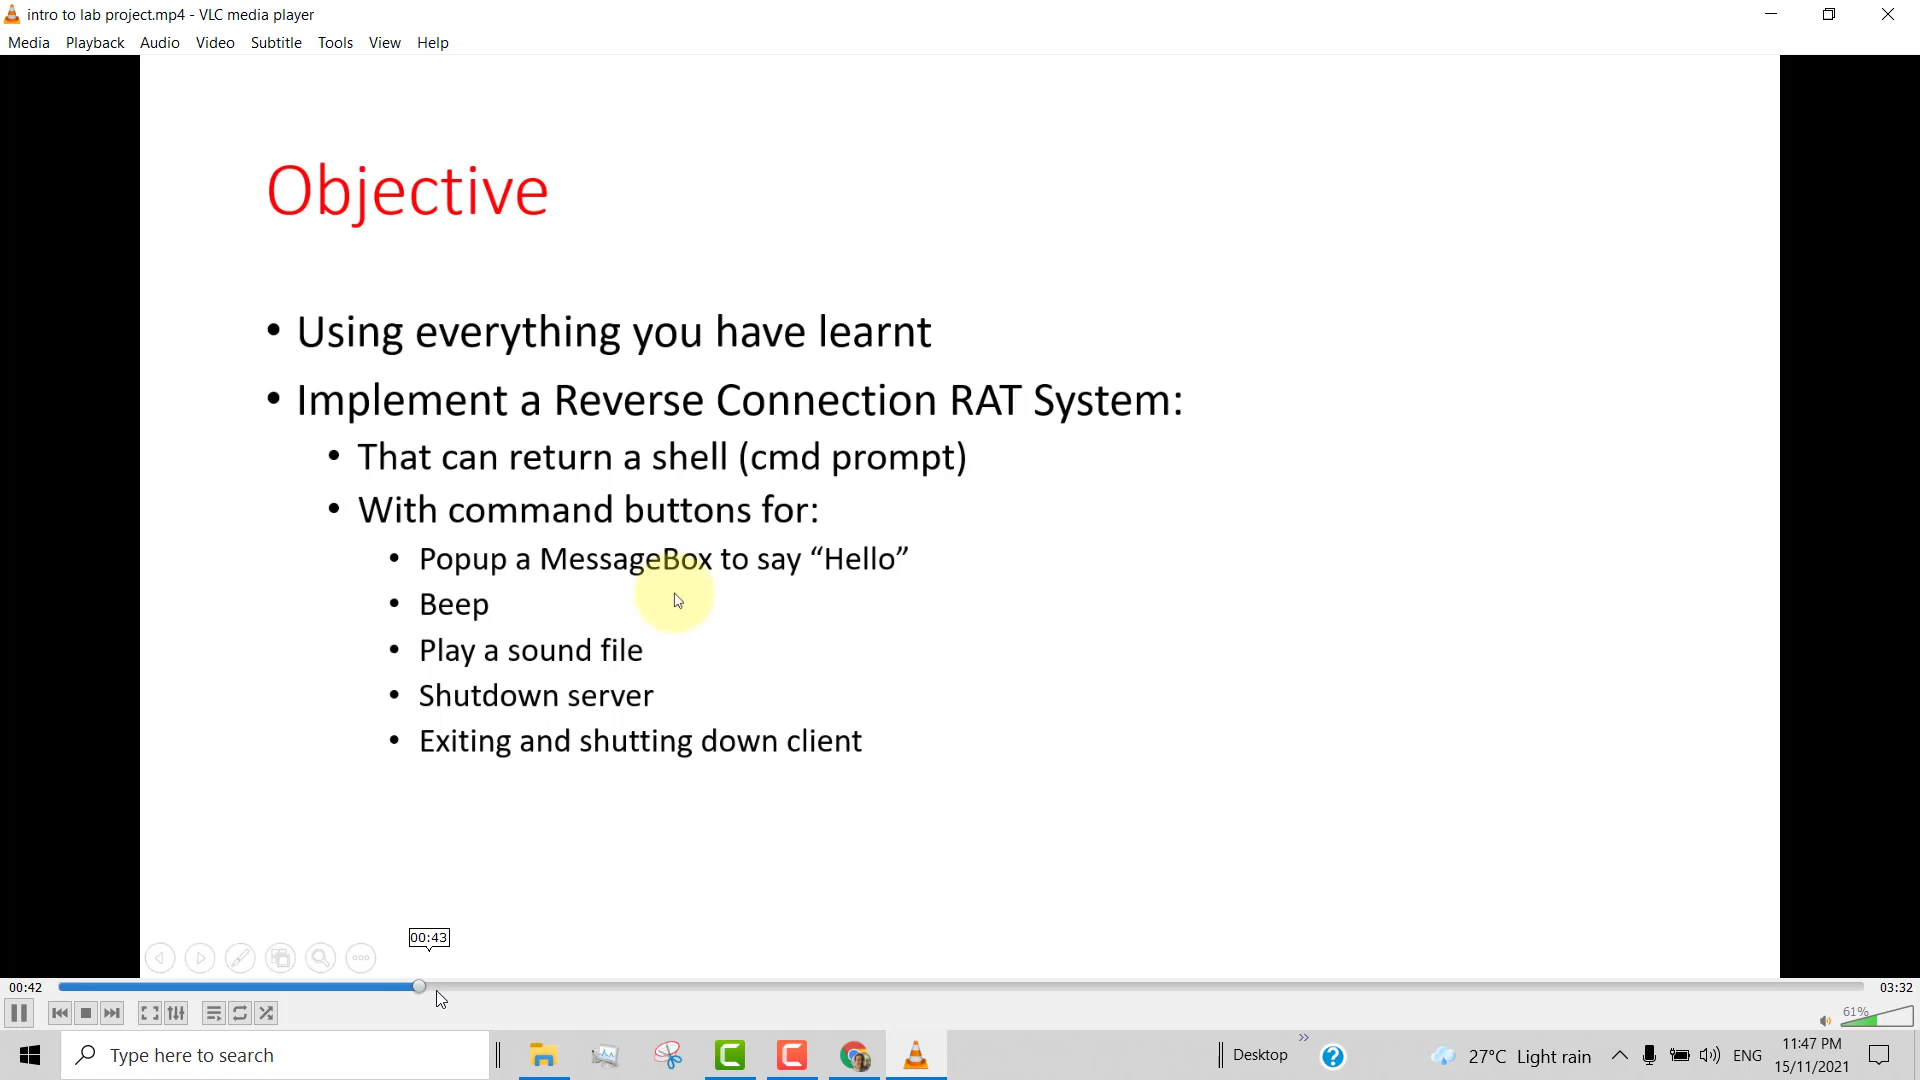 intro to lab project.mp4 - VLC media player
Media Playback Audio Video Subtitle Tools View Help
Objective
• Using everything you have learnt
• Implement a Reverse Connection RAT System:
• That can return a shell (cmd prompt)
• With command buttons for:
• Popup a MessageBox to say “Hello”
• Beep
• Play a sound file
• Shutdown server
• Exiting and shutting down client
00:43
00:42
03:32
61%
Type here to search
Desktop
27°C Light rain
ENG
11:47 PM
15/11/2021